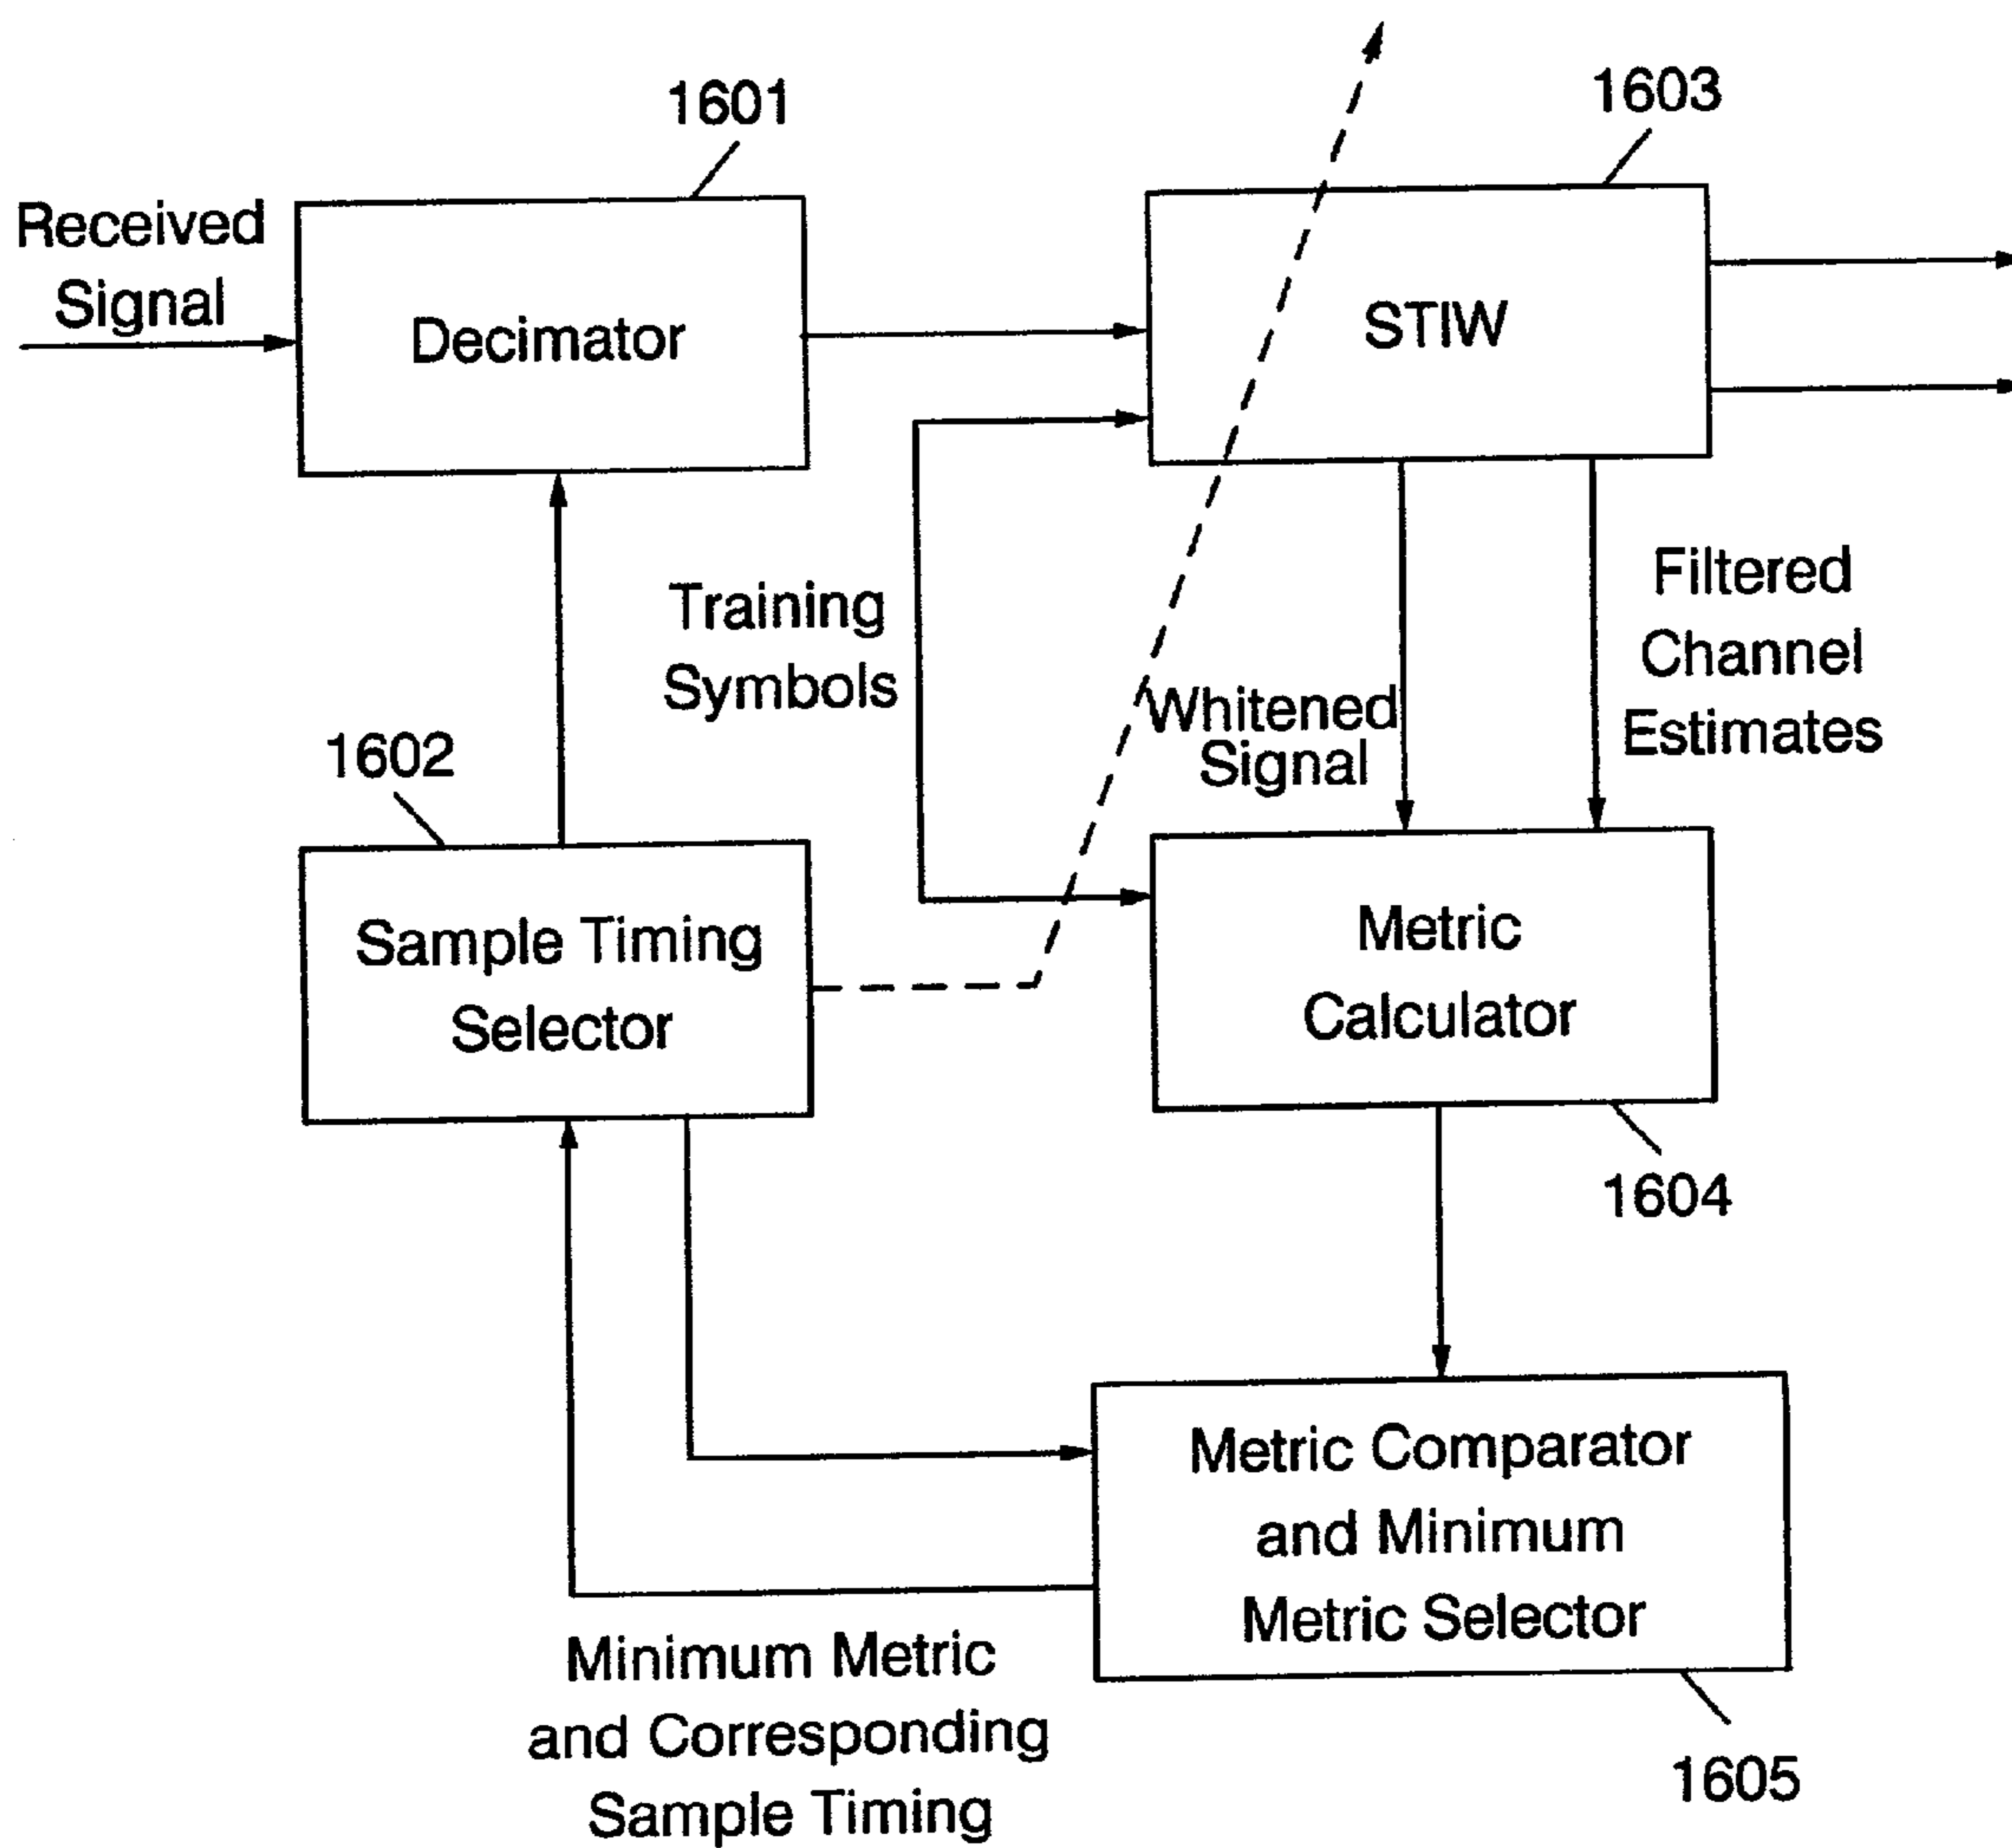 1601
1603
Received
Signal
Decimator
STIW
Training
Symbols
Filtered
Channel
Estimates
Whitened
Signal
1602
Sample Timing
Selector
Metric
Calculator
1604
Metric Comparator
and Minimum
Metric Selector
Minimum Metric
and Corresponding
Sample Timing
1605